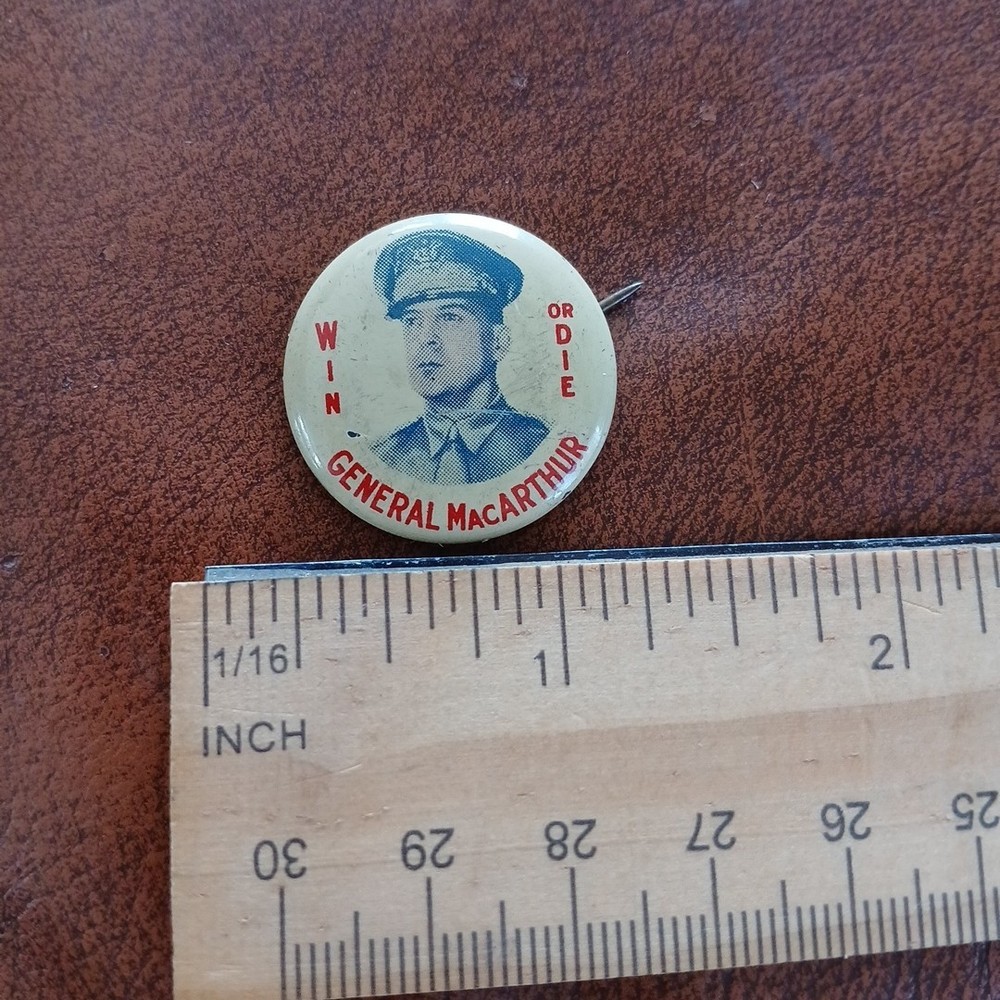 WIN
OR DIE
GENERAL MACARTHUR
1/16
1
2
INCH
30
29
28
27
26
25